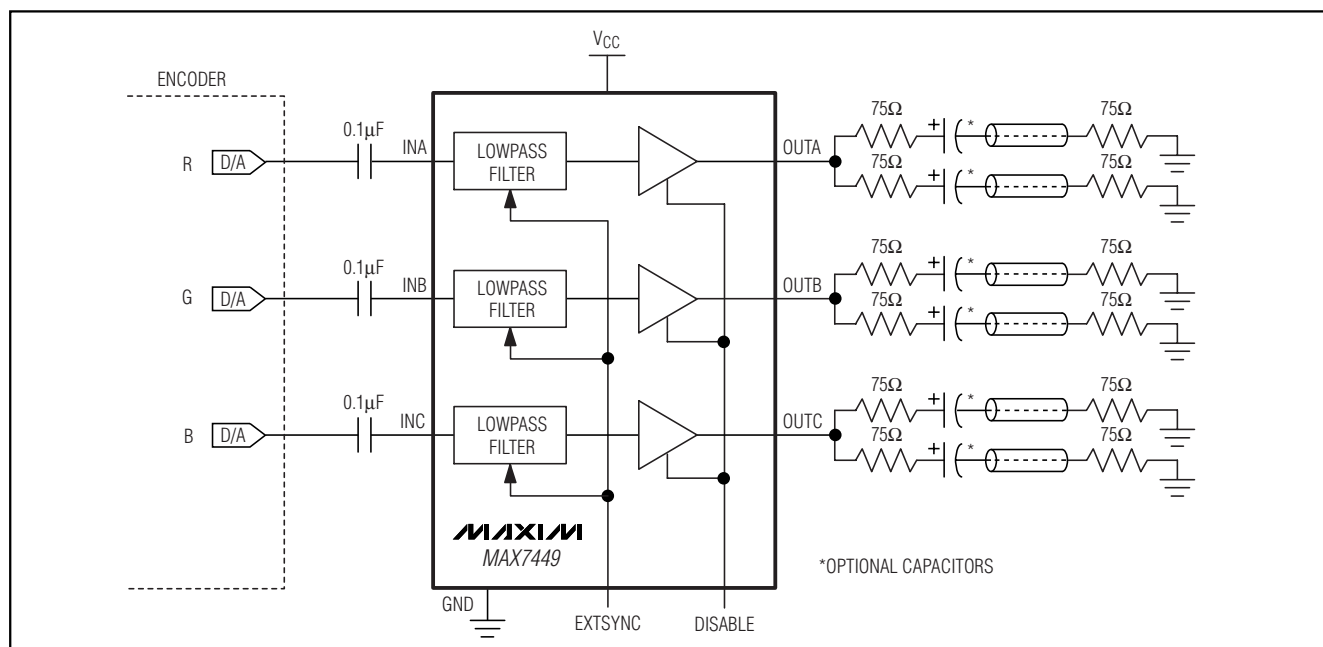 V_CC
ENCODER
R D/A 0.1µF INA LOWPASS FILTER OUTA 75Ω + * 75Ω
75Ω + * 75Ω
G D/A 0.1µF INB LOWPASS FILTER OUTB 75Ω + * 75Ω
75Ω + * 75Ω
B D/A 0.1µF INC LOWPASS FILTER OUTC 75Ω + * 75Ω
75Ω + * 75Ω
MAXIM
MAX7449
*OPTIONAL CAPACITORS
GND
EXTSYNC DISABLE